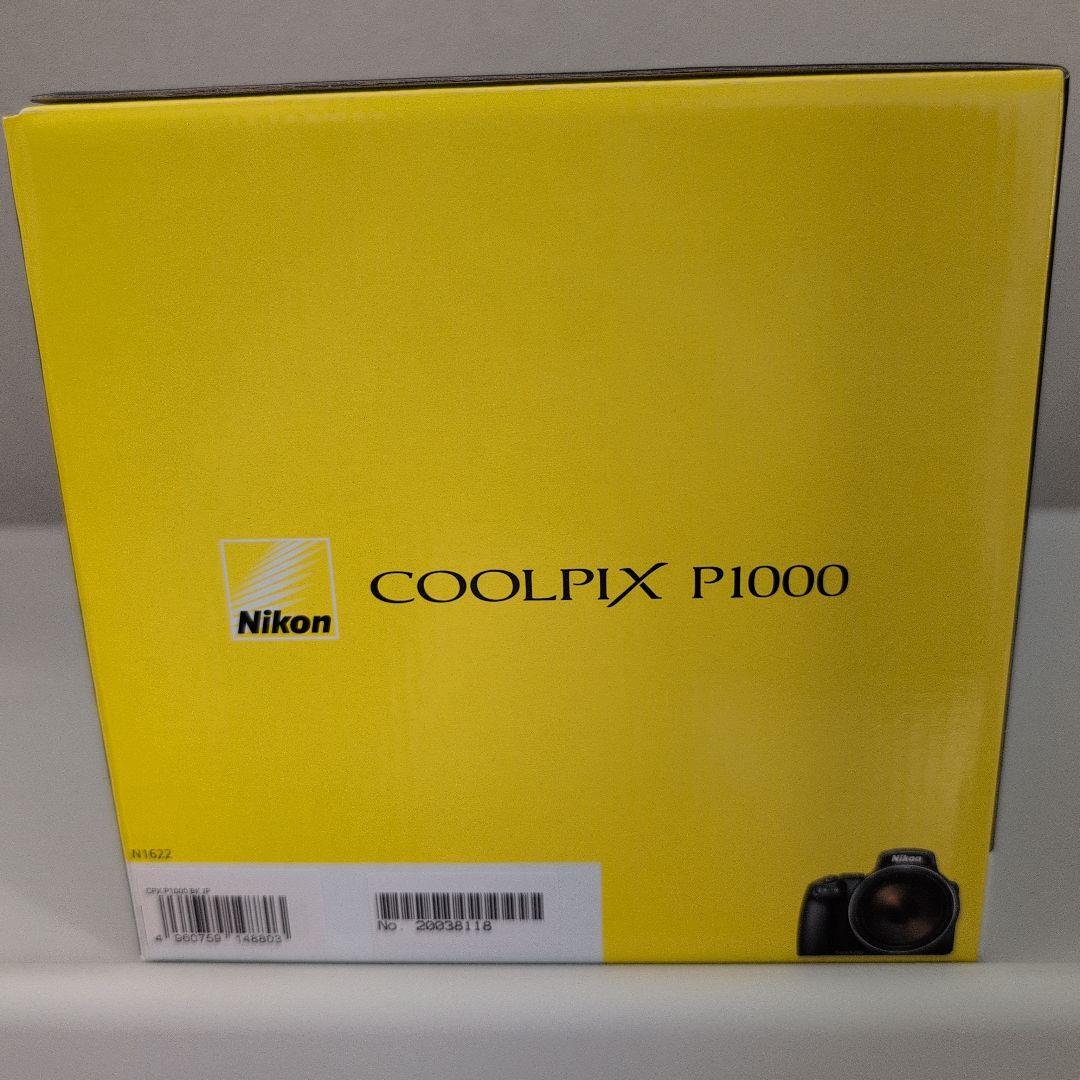 Nikon
COOLPIX P1000
N1622
Nikon
CPX P1000 BK JP
4 960759 148803
No. 20038118